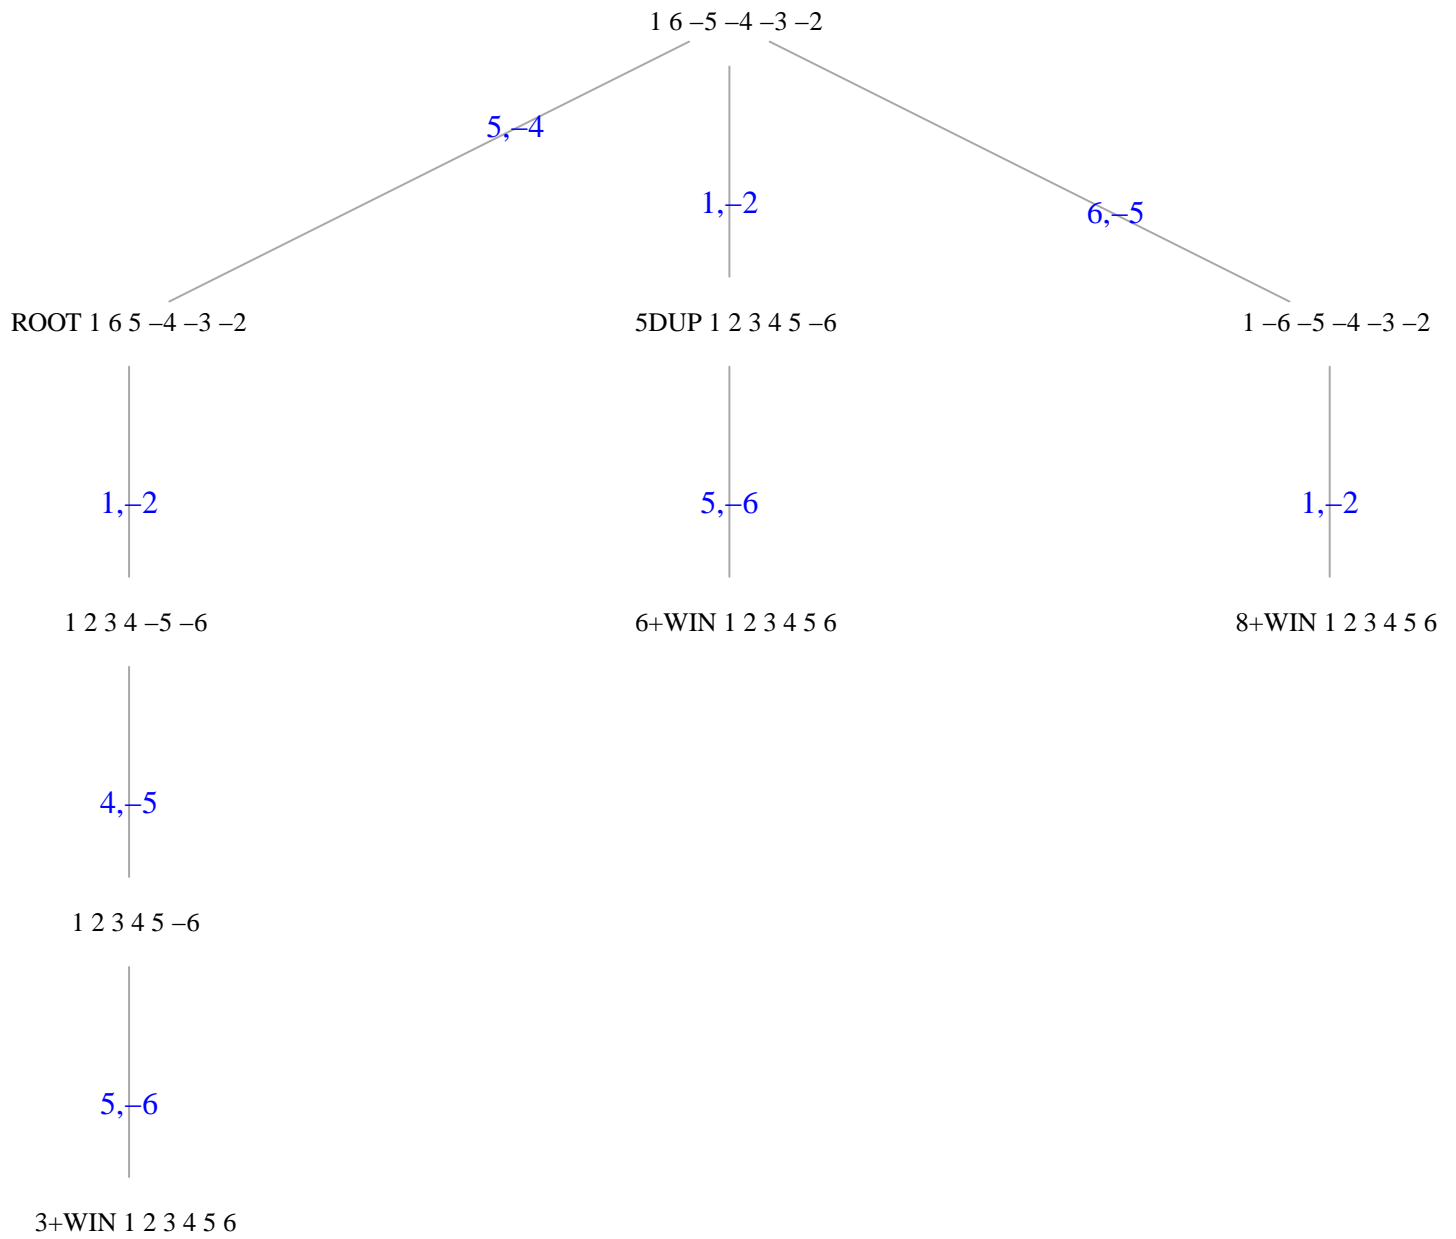 1 6 –5 –4 –3 –2
5,–4
1,–2
6,–5
ROOT 1 6 5 –4 –3 –2
5DUP 1 2 3 4 5 –6
1 –6 –5 –4 –3 –2
1,–2
5,–6
1,–2
1 2 3 4 –5 –6
6+WIN 1 2 3 4 5 6
8+WIN 1 2 3 4 5 6
4,–5
1 2 3 4 5 –6
5,–6
3+WIN 1 2 3 4 5 6